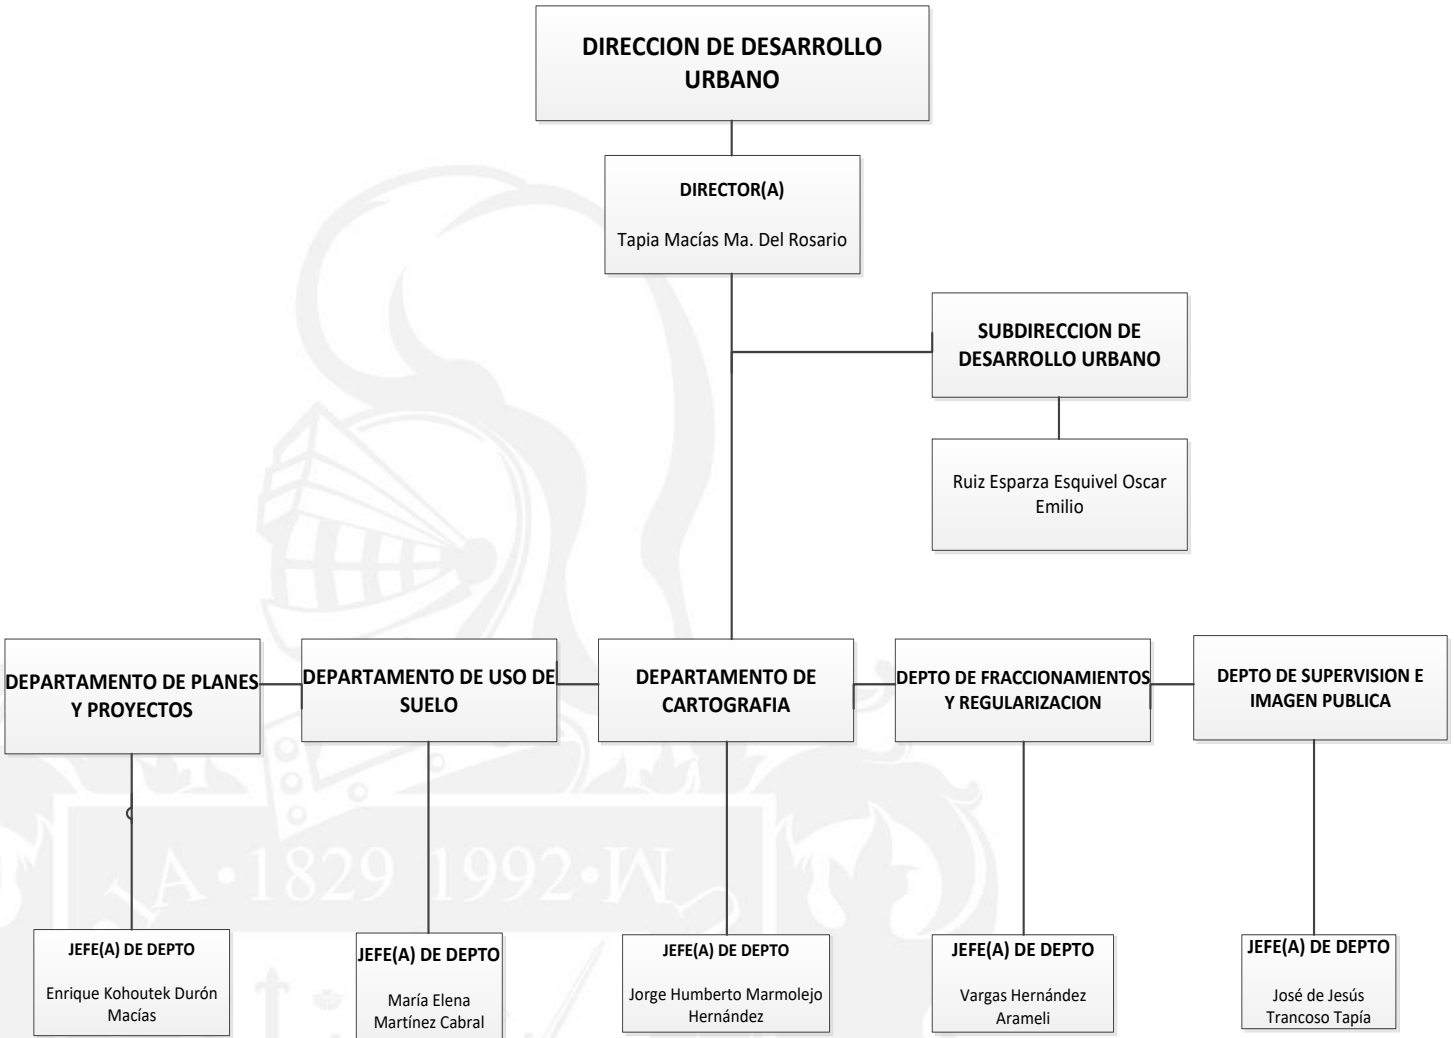 DIRECCION DE DESARROLLO
URBANO
DIRECTOR(A)
Tapia Macías Ma. Del Rosario
SUBDIRECCION DE
DESARROLLO URBANO
Ruiz Esparza Esquivel Oscar
Emilio
DEPARTAMENTO DE PLANES
Y PROYECTOS
DEPARTAMENTO DE USO DE
SUELO
DEPARTAMENTO DE
CARTOGRAFIA
DEPTO DE FRACCIONAMIENTOS
Y REGULARIZACION
DEPTO DE SUPERVISION E
IMAGEN PUBLICA
IA•1829 1992•M
JEFE(A) DE DEPTO
Enrique Kohoutek Durón
Macías
JEFE(A) DE DEPTO
María Elena
Martínez Cabral
JEFE(A) DE DEPTO
Jorge Humberto Marmolejo
Hernández
JEFE(A) DE DEPTO
Vargas Hernández
Arameli
JEFE(A) DE DEPTO
José de Jesús
Trancoso Tapía